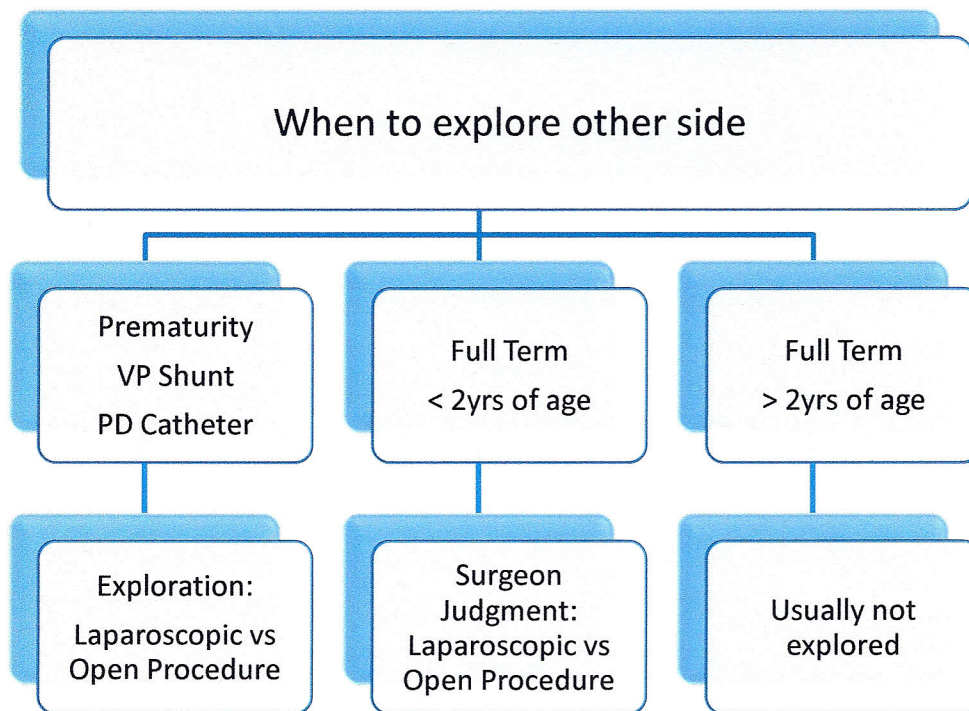 When to explore other side
Prematurity
VP Shunt
PD Catheter
Full Term
< 2yrs of age
Full Term
> 2yrs of age
Exploration:
Laparoscopic vs
Open Procedure
Surgeon
Judgment:
Laparoscopic vs
Open Procedure
Usually not
explored